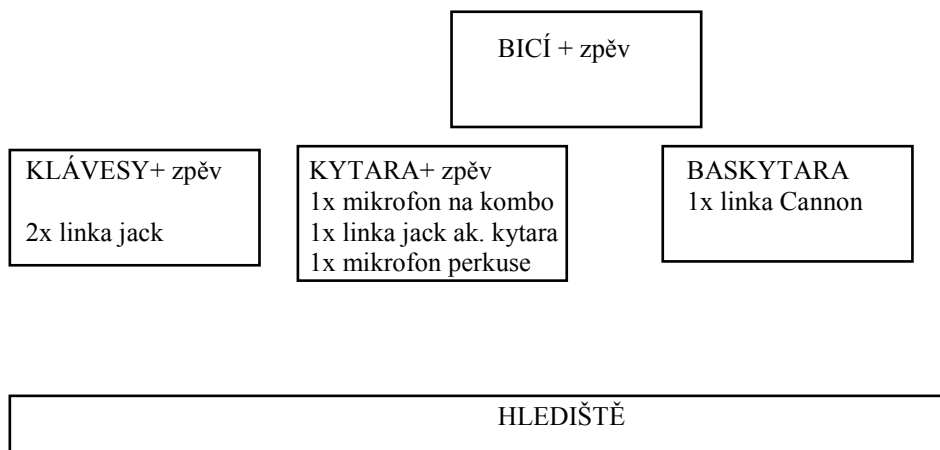 BICÍ + zpěv
KLÁVESY+ zpěv
2x linka jack
KYTARA+ zpěv
1x mikrofon na kombo
1x linka jack ak. kytara
1x mikrofon perkuse
BASKYTARA
1x linka Cannon
HLEDIŠTĚ